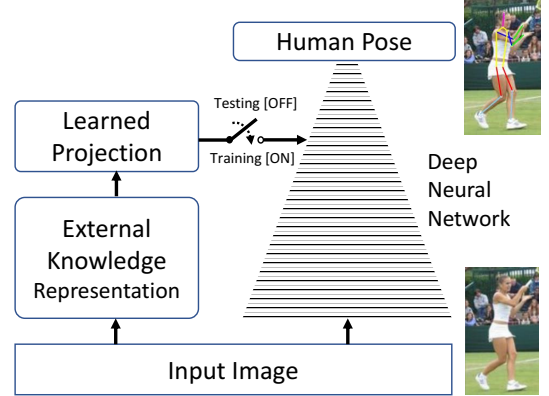 Human Pose
Testing [OFF]
Learned
Projection
Training [ON]
Deep
Neural
Network
External
Knowledge
Representation
Input Image